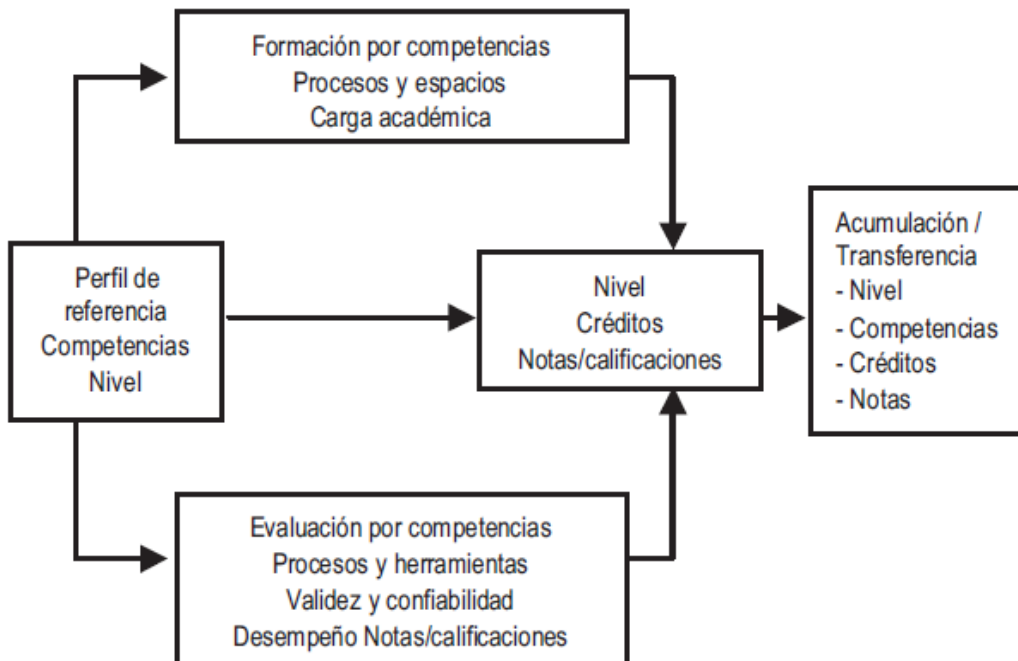 Formación por competencias
Procesos y espacios
Carga académica
Perfil de
referencia
Competencias
Nivel
Nivel
Créditos
Notas/calificaciones
Acumulación /
Transferencia
- Nivel
- Competencias
- Créditos
- Notas
Evaluación por competencias
Procesos y herramientas
Validez y confiabilidad
Desempeño Notas/calificaciones